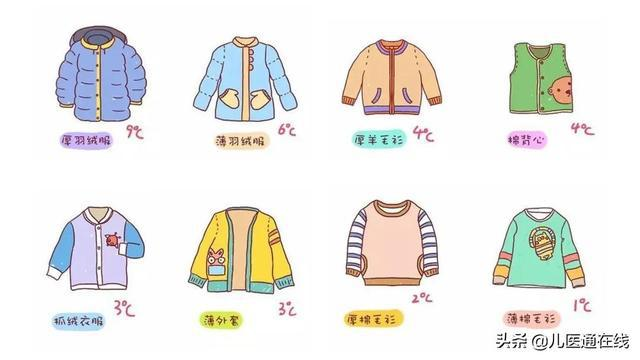 9℃
厚羽绒服
6℃
薄羽绒服
4℃
厚羊毛衫
4℃
棉背心
3℃
抓绒衣服
3℃
薄外套
2℃
厚棉毛衫
1℃
薄棉毛衫
头条 @儿医通在线